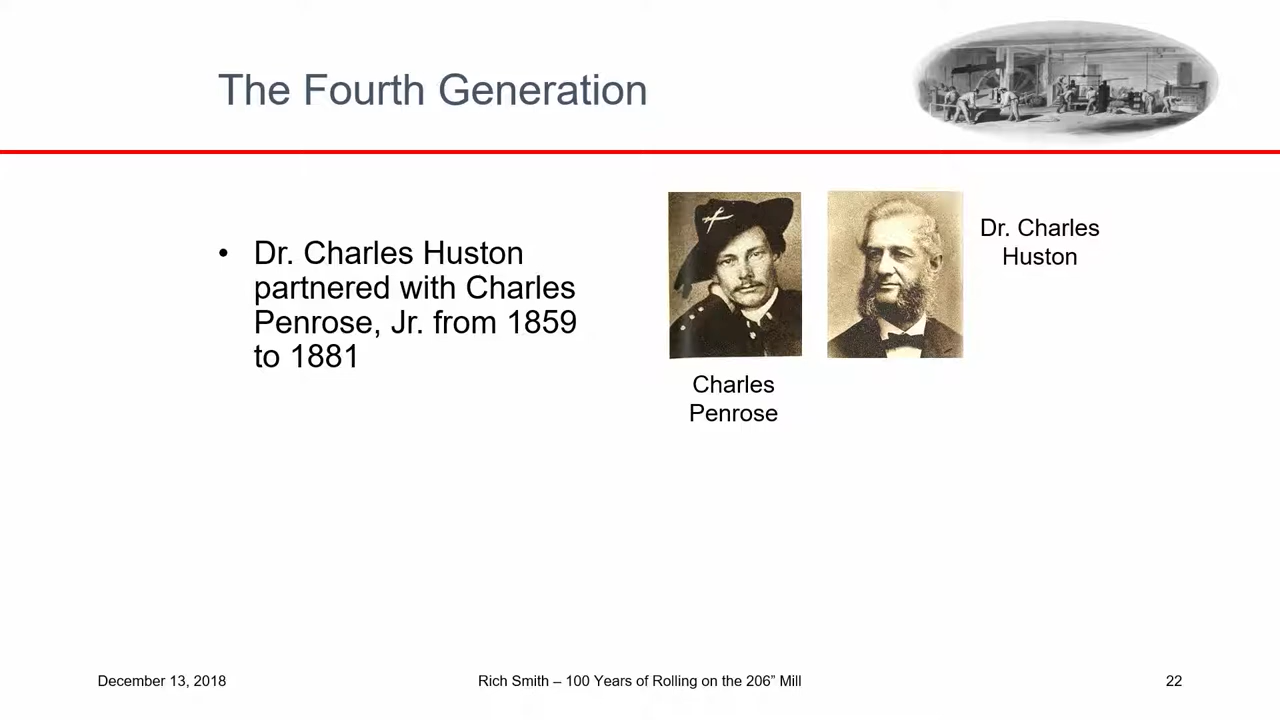 The Fourth Generation
• Dr. Charles Huston
partnered with Charles
Penrose, Jr. from 1859
to 1881
Dr. Charles
Huston
Charles
Penrose
December 13, 2018
Rich Smith – 100 Years of Rolling on the 206” Mill
22